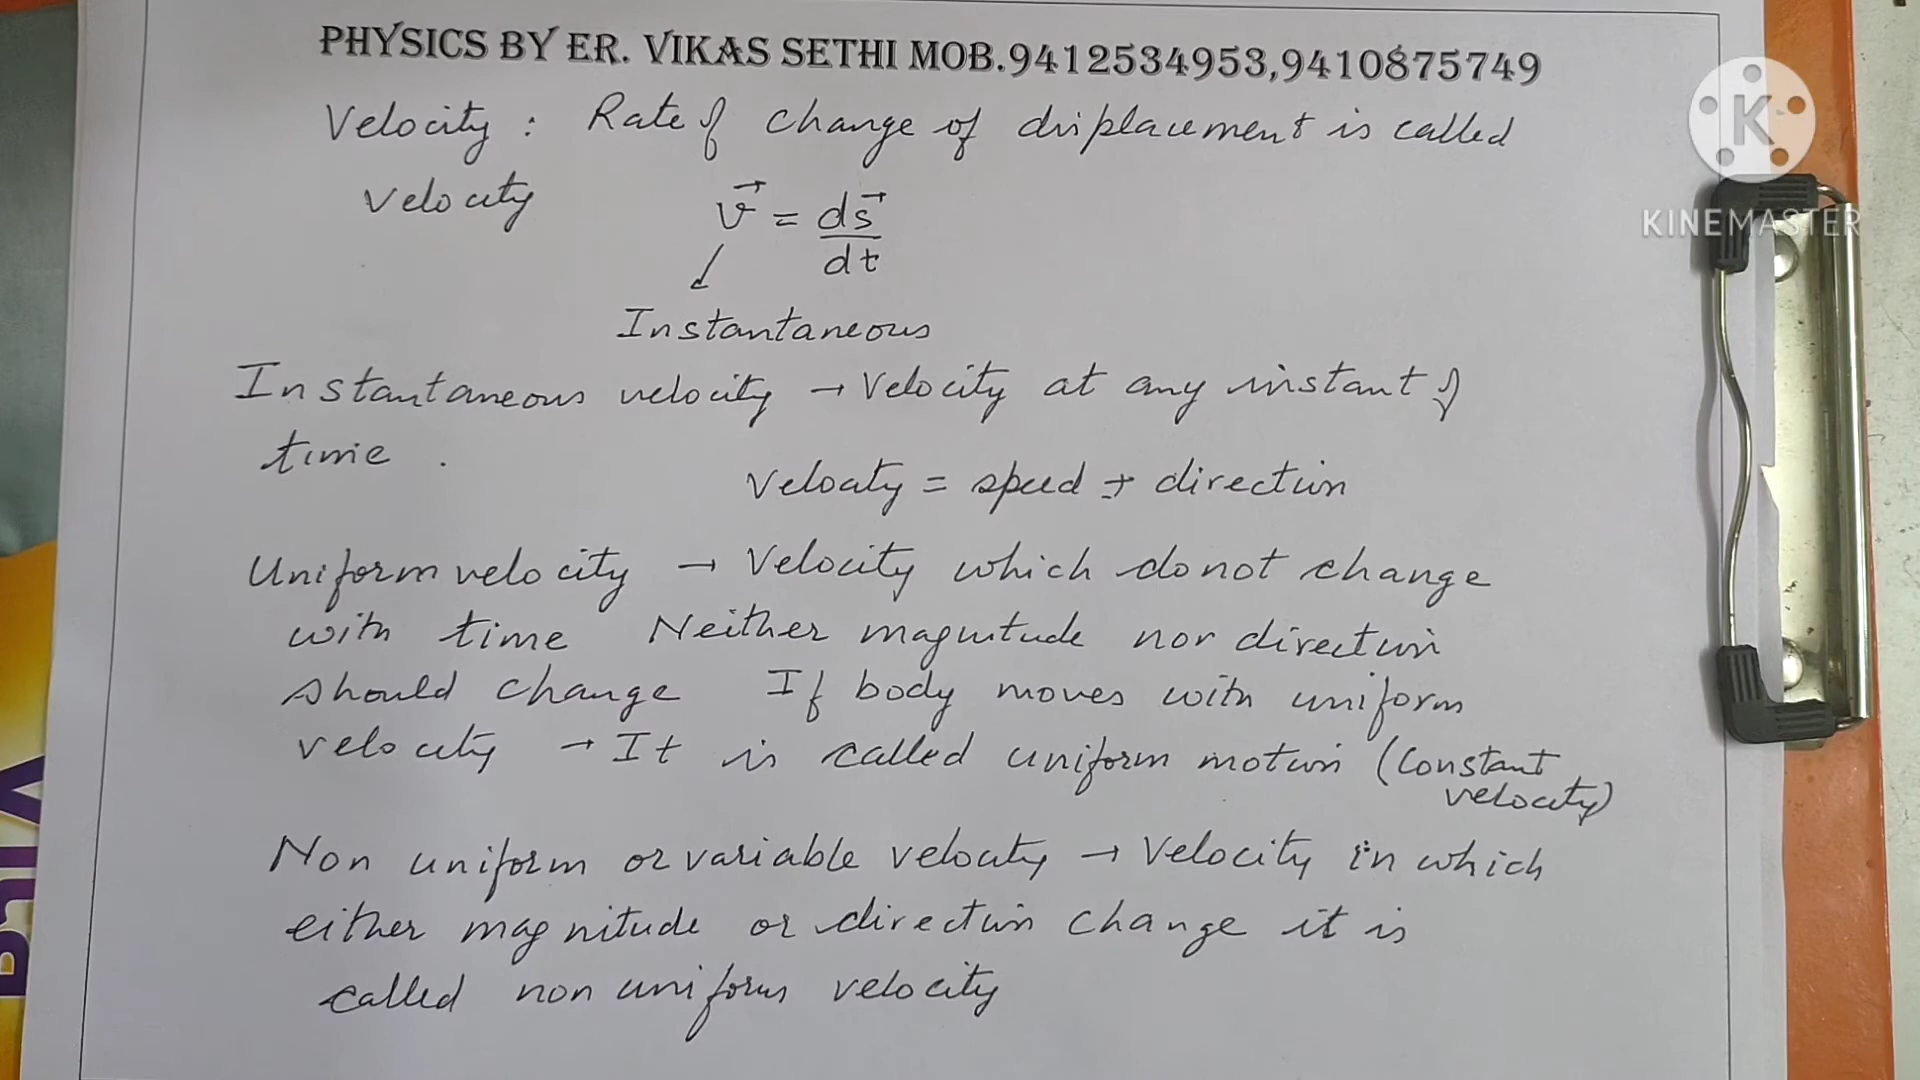 PHYSICS BY ER. VIKAS SETHI MOB.9412534953,9410875749
K
KINEMASTER
Velocity : Rate of change of displacement is called
velocity v⃗ = ds⃗/dt
Instantaneous
Instantaneous velocity → Velocity at any instant of
time .
Velocity = speed + direction
Uniform velocity → Velocity which do not change
with time Neither magnitude nor direction
should change If body moves with uniform
velocity → It is called uniform motion (Constant
velocity)
Non uniform or variable velocity → Velocity in which
either magnitude or direction change it is
called non uniform velocity